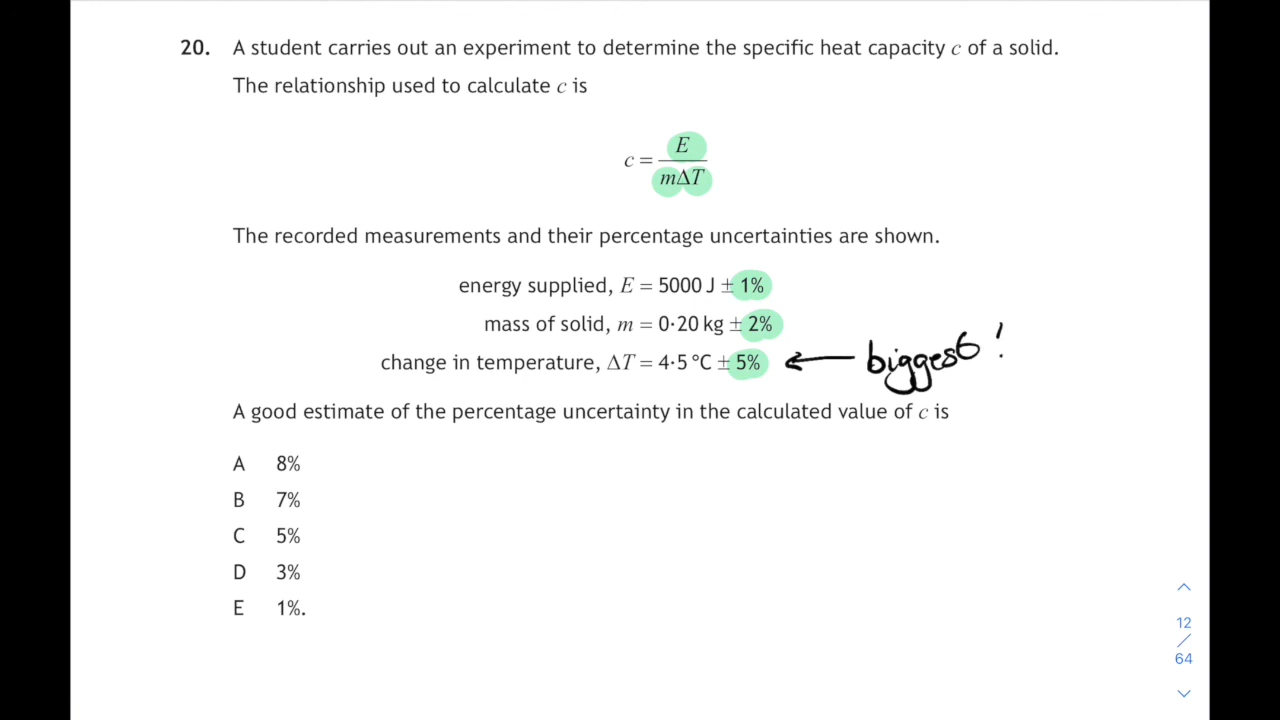 20. A student carries out an experiment to determine the specific heat capacity c of a solid.
The relationship used to calculate c is
c = E / mΔT
The recorded measurements and their percentage uncertainties are shown.
energy supplied, E = 5000 J ± 1%
mass of solid, m = 0·20 kg ± 2%
change in temperature, ΔT = 4·5 °C ± 5% ← biggest!
A good estimate of the percentage uncertainty in the calculated value of c is
A 8%
B 7%
C 5%
D 3%
E 1%.
12
/
64